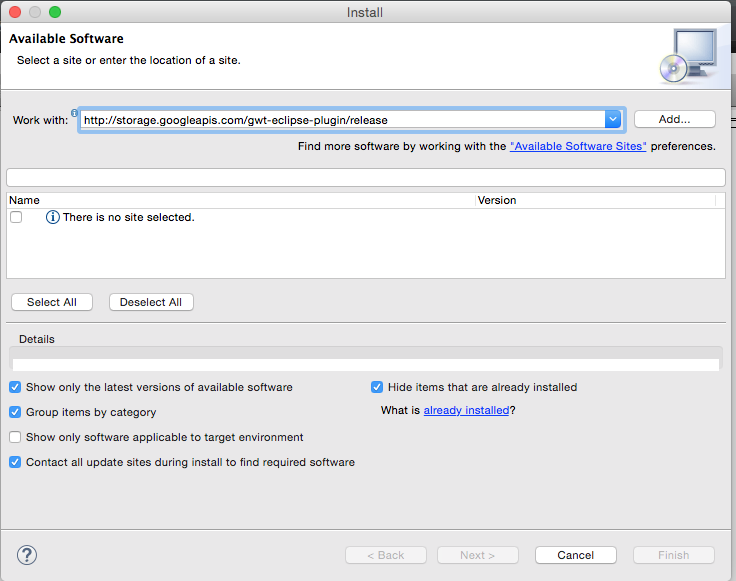 Install
Available Software
Select a site or enter the location of a site.
Work with: http://storage.googleapis.com/gwt-eclipse-plugin/release Add...
Find more software by working with the "Available Software Sites" preferences.
Name Version
There is no site selected.
Select All Deselect All
Details
Show only the latest versions of available software Hide items that are already installed
Group items by category What is already installed?
Show only software applicable to target environment
Contact all update sites during install to find required software
? < Back Next > Cancel Finish